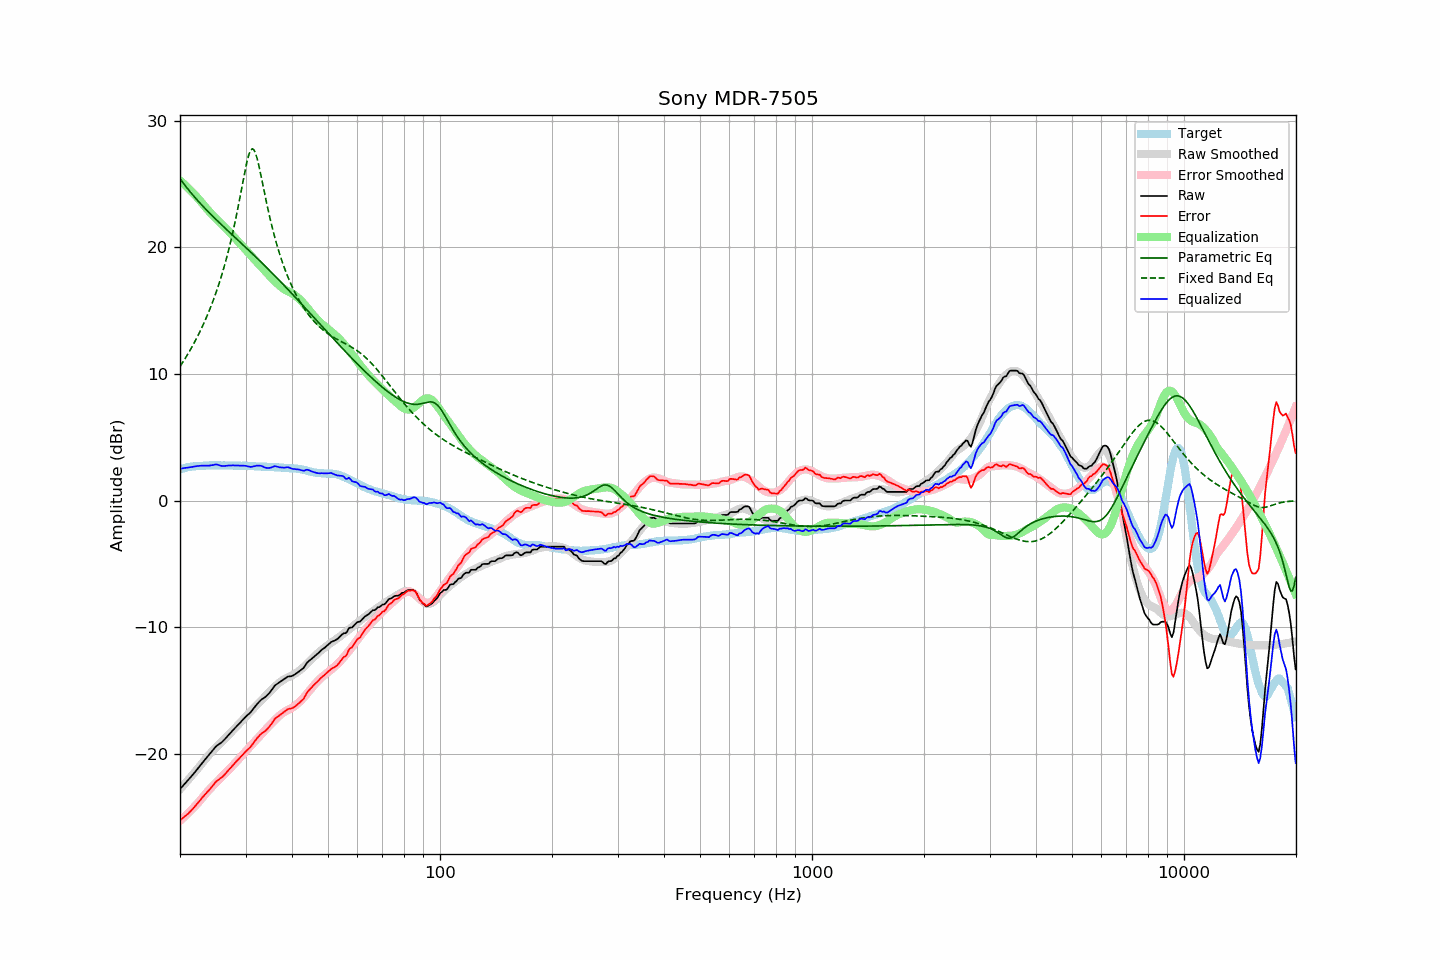 Sony MDR-7505
Amplitude (dBr)
30
20
10
0
−10
−20
100
1000
10000
Frequency (Hz)
Target
Raw Smoothed
Error Smoothed
Raw
Error
Equalization
Parametric Eq
Fixed Band Eq
Equalized